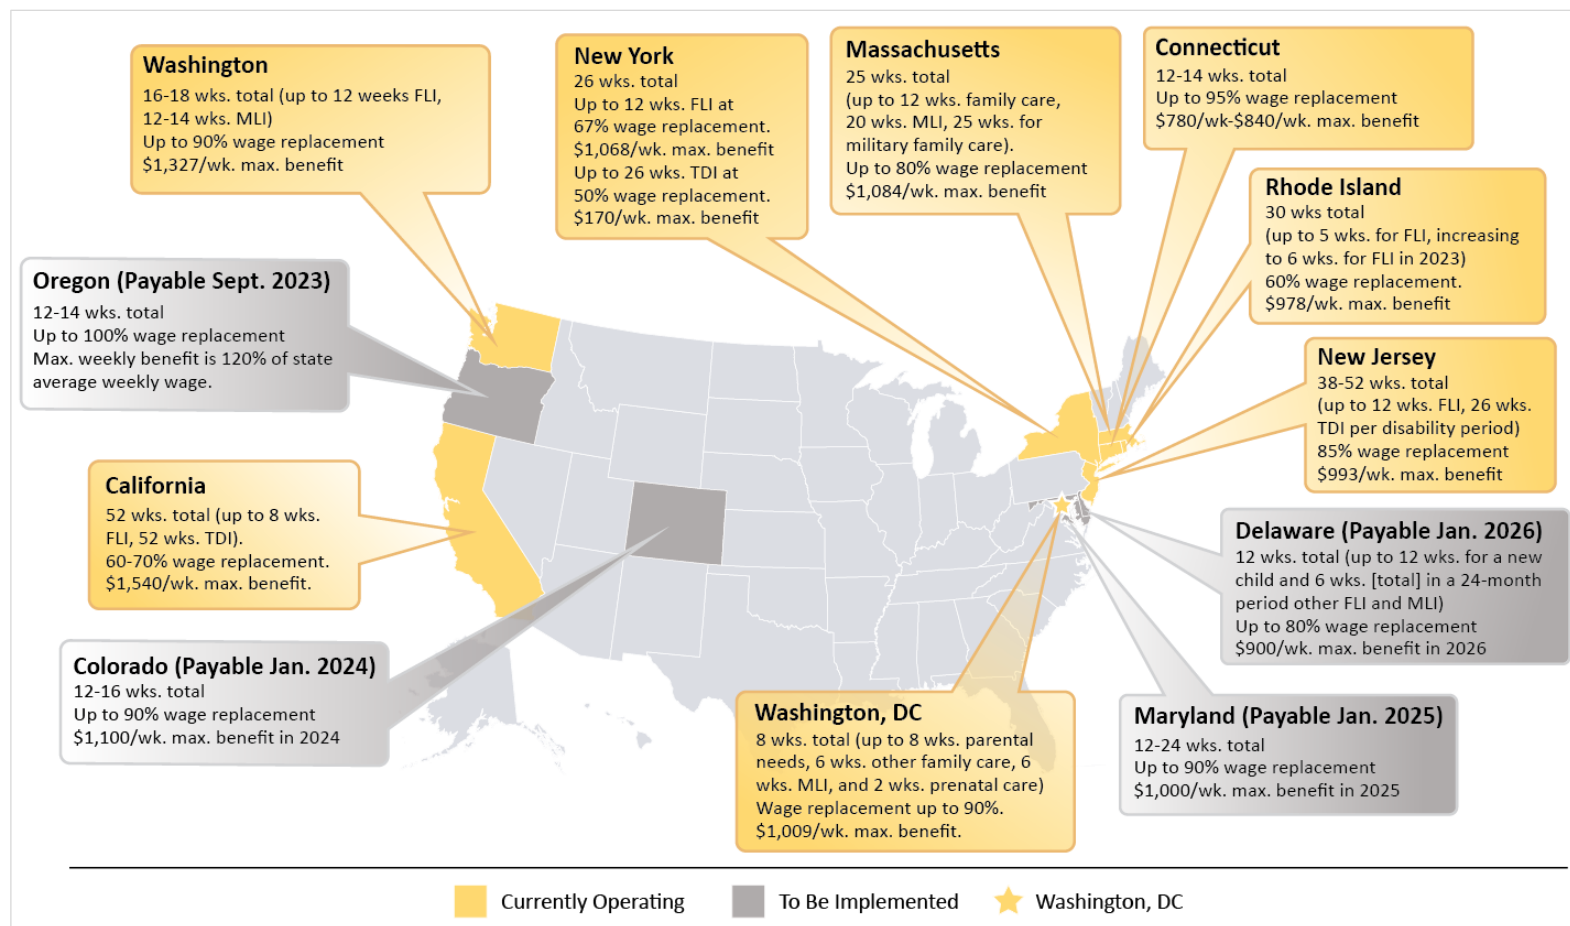 Washington
16-18 wks. total (up to 12 weeks FLI,
12-14 wks. MLI)
Up to 90% wage replacement
$1,327/wk. max. benefit
New York
26 wks. total
Up to 12 wks. FLI at
67% wage replacement.
$1,068/wk. max. benefit
Up to 26 wks. TDI at
50% wage replacement.
$170/wk. max. benefit
Massachusetts
25 wks. total
(up to 12 wks. family care,
20 wks. MLI, 25 wks. for
military family care).
Up to 80% wage replacement
$1,084/wk. max. benefit
Connecticut
12-14 wks. total
Up to 95% wage replacement
$780/wk-$840/wk. max. benefit
Rhode Island
30 wks total
(up to 5 wks. for FLI, increasing
to 6 wks. for FLI in 2023)
60% wage replacement.
$978/wk. max. benefit
Oregon (Payable Sept. 2023)
12-14 wks. total
Up to 100% wage replacement
Max. weekly benefit is 120% of state
average weekly wage.
New Jersey
38-52 wks. total
(up to 12 wks. FLI, 26 wks.
TDI per disability period)
85% wage replacement
$993/wk. max. benefit
California
52 wks. total (up to 8 wks.
FLI, 52 wks. TDI).
60-70% wage replacement.
$1,540/wk. max. benefit.
Delaware (Payable Jan. 2026)
12 wks. total (up to 12 wks. for a new
child and 6 wks. [total] in a 24-month
period other FLI and MLI)
Up to 80% wage replacement
$900/wk. max. benefit in 2026
Colorado (Payable Jan. 2024)
12-16 wks. total
Up to 90% wage replacement
$1,100/wk. max. benefit in 2024
Washington, DC
8 wks. total (up to 8 wks. parental
needs, 6 wks. other family care, 6
wks. MLI, and 2 wks. prenatal care)
Wage replacement up to 90%.
$1,009/wk. max. benefit.
Maryland (Payable Jan. 2025)
12-24 wks. total
Up to 90% wage replacement
$1,000/wk. max. benefit in 2025
Currently Operating
To Be Implemented
Washington, DC